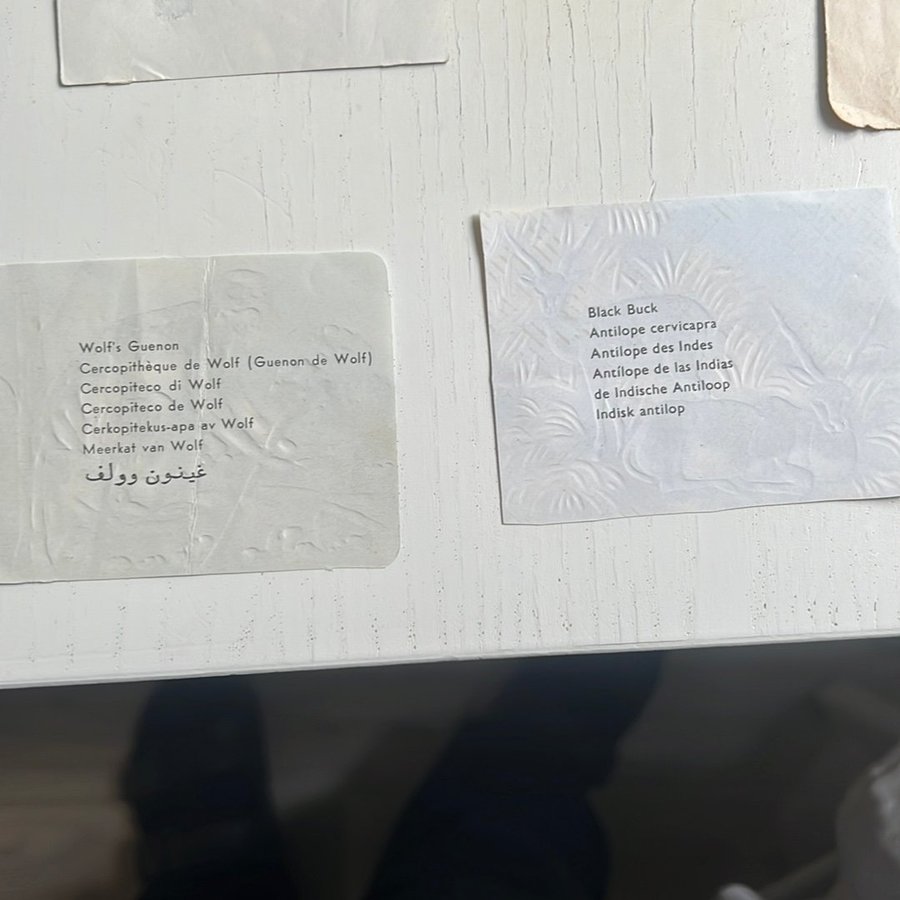 Wolf's Guenon
Cercopithèque de Wolf (Guenon de Wolf)
Cercopiteco di Wolf
Cercopiteco de Wolf
Cerkopitekus-apa av Wolf
Meerkat van Wolf
غينون وولف
Black Buck
Antilope cervicapra
Antilope des Indes
Antílope de las Indias
de Indische Antiloop
Indisk antilop